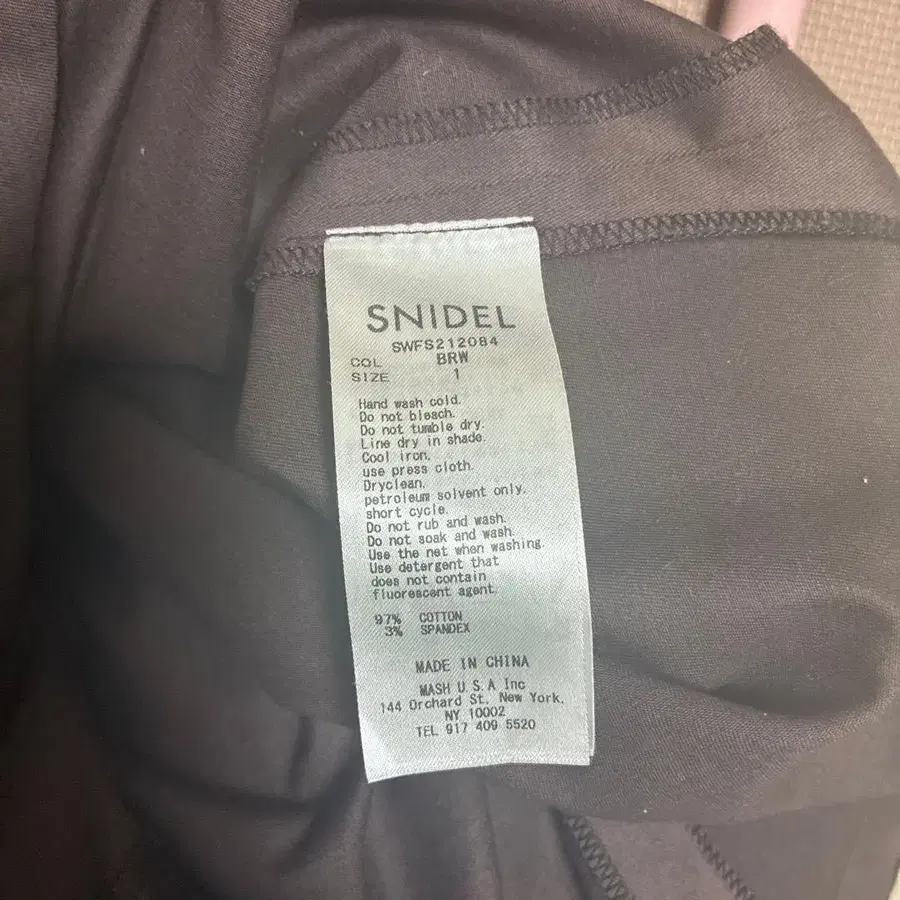 SNIDEL
SWFS212084
COL BRW
SIZE 1
Hand wash cold.
Do not bleach.
Do not tumble dry.
Line dry in shade.
Cool iron.
use press cloth.
Dryclean.
petroleum solvent only.
short cycle.
Do not rub and wash.
Do not soak and wash.
Use the net when washing.
Use detergent that
does not contain
fluorescent agent.
97% COTTON
3% SPANDEX
MADE IN CHINA
MASH U.S.A Inc
144 Orchard St. New York.
NY 10002
TEL 917 409 5520